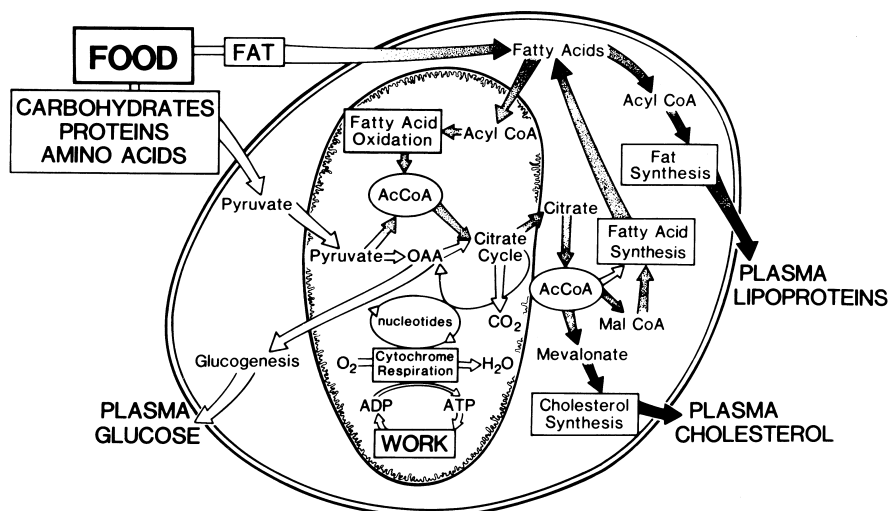 FOOD
FAT
CARBOHYDRATES
PROTEINS
AMINO ACIDS
Fatty Acids
Acyl CoA
Fat
Synthesis
PLASMA
LIPOPROTEINS
Fatty Acid
Oxidation
Acyl CoA
AcCoA
Pyruvate
Pyruvate
OAA
Citrate
Cycle
Citrate
Fatty Acid
Synthesis
AcCoA
Mal CoA
Mevalonate
Cholesterol
Synthesis
PLASMA
CHOLESTEROL
nucleotides
CO2
O2
Cytochrome
Respiration
H2O
ADP
ATP
WORK
Glucogenesis
PLASMA
GLUCOSE